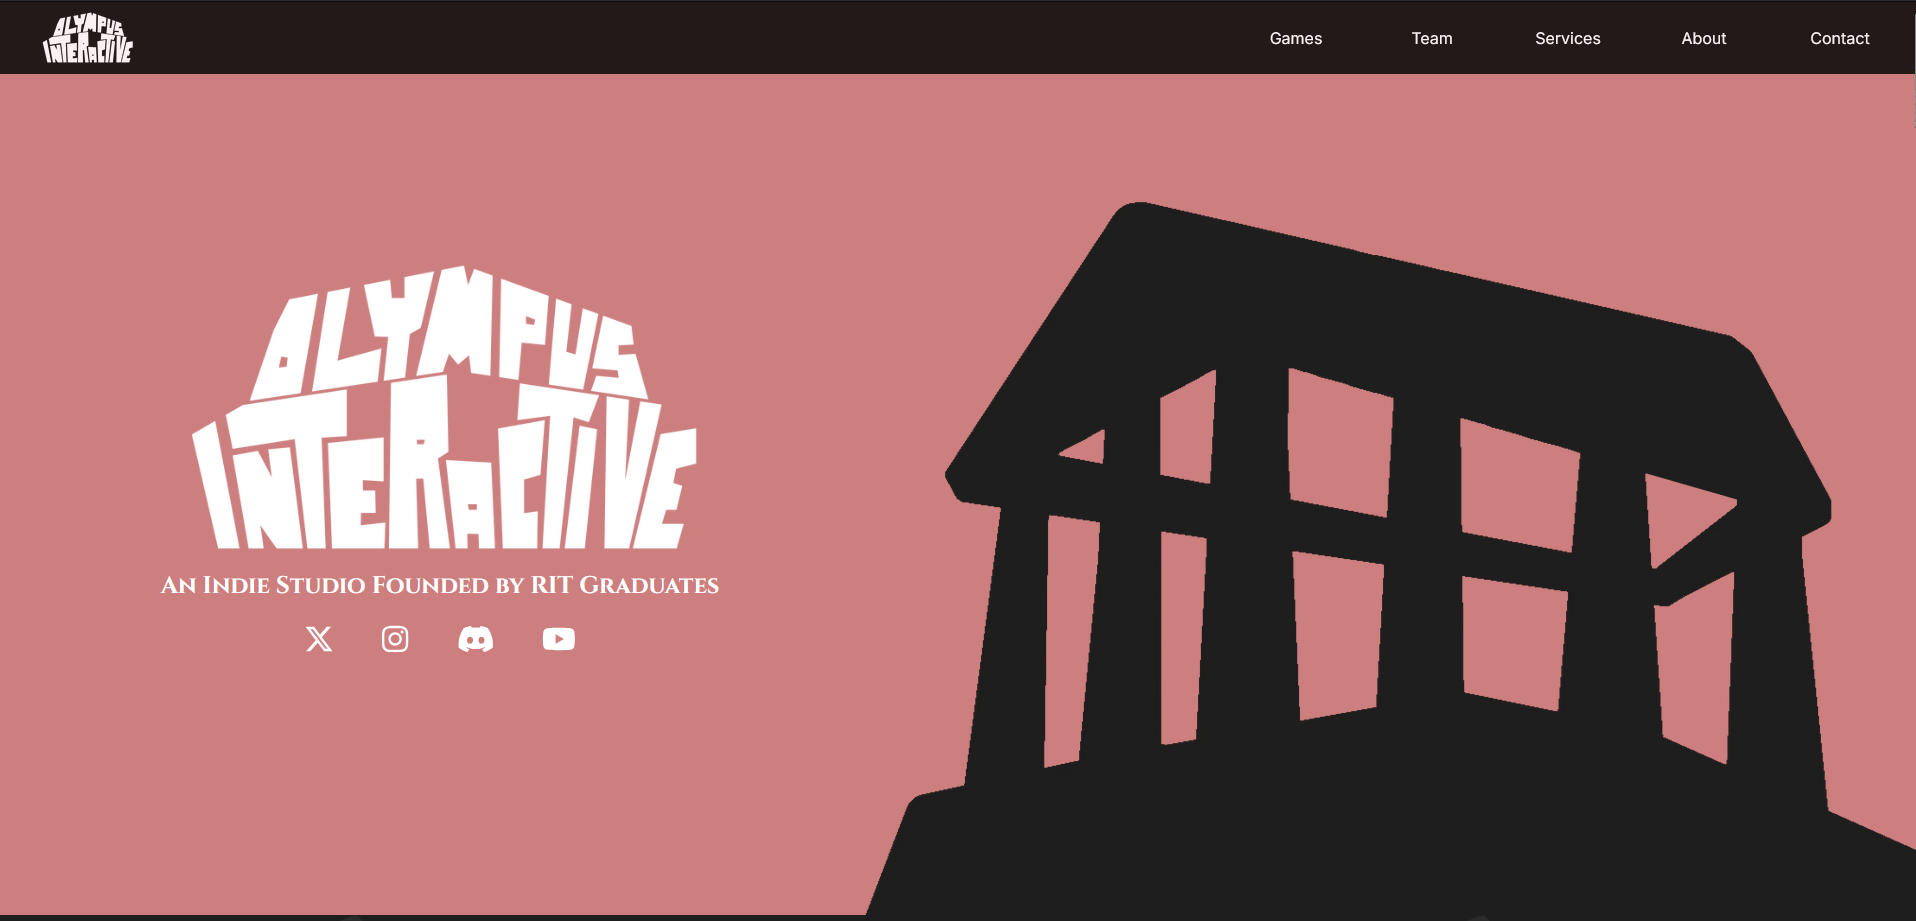 OLYMPUS
INTERACTIVE
Games
Team
Services
About
Contact
OLYMPUS
INTERACTIVE
An Indie Studio Founded by RIT Graduates